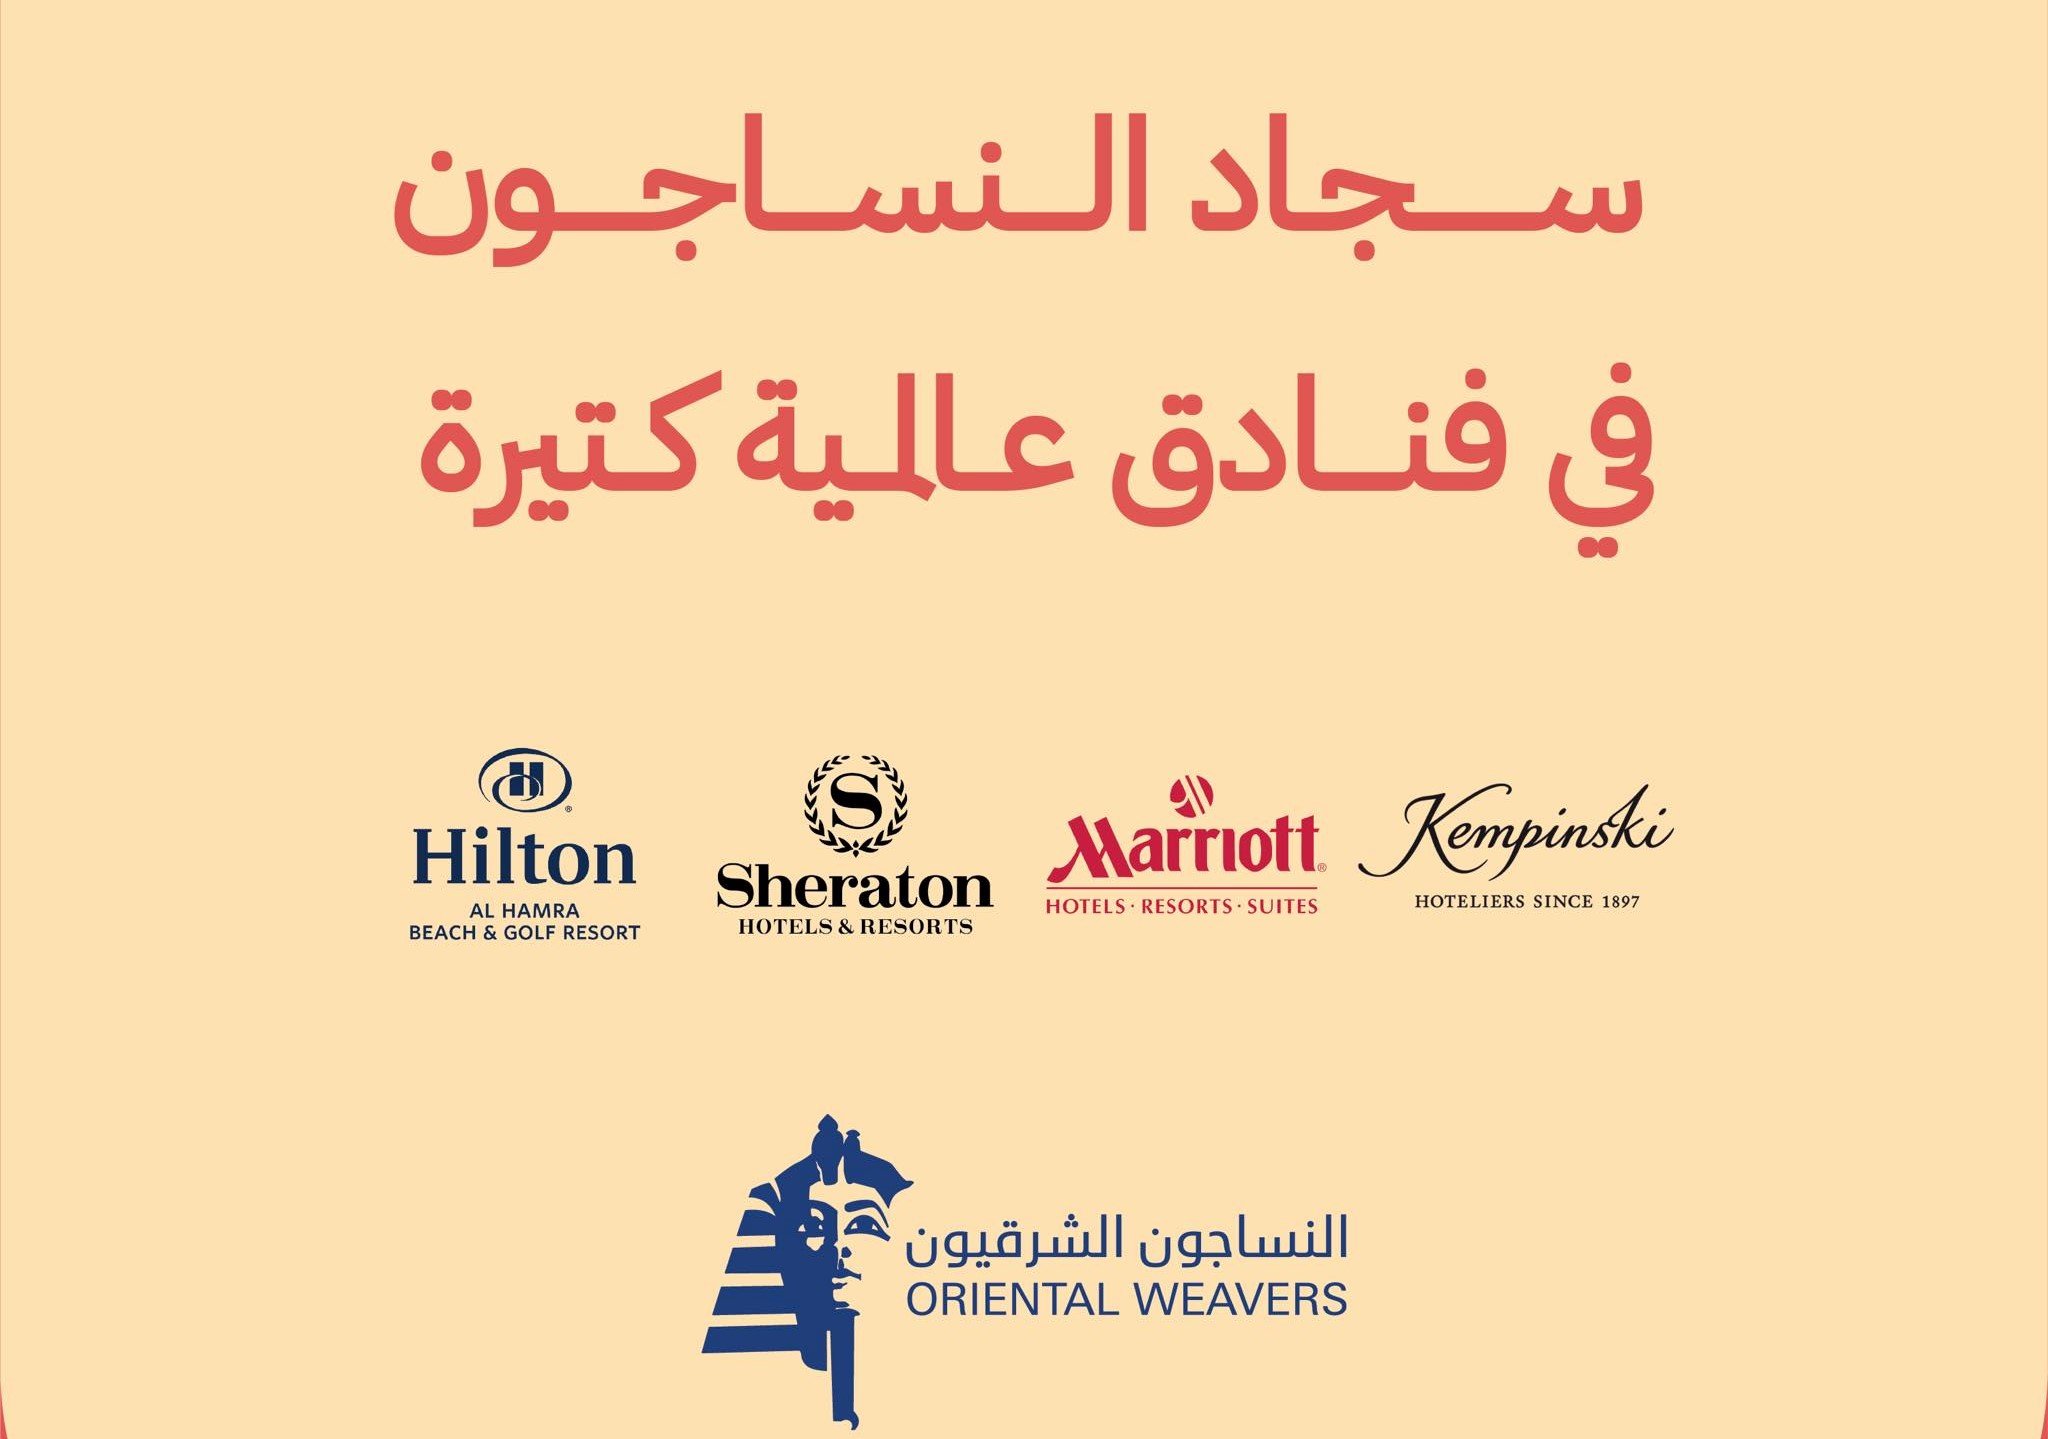 سجاد النساجون
في فنادق عالمية كتيرة
Hilton
AL HAMRA
BEACH & GOLF RESORT
S
Sheraton
HOTELS & RESORTS
Marriott
HOTELS · RESORTS · SUITES
Kempinski
HOTELIERS SINCE 1897
النساجون الشرقيون
ORIENTAL WEAVERS